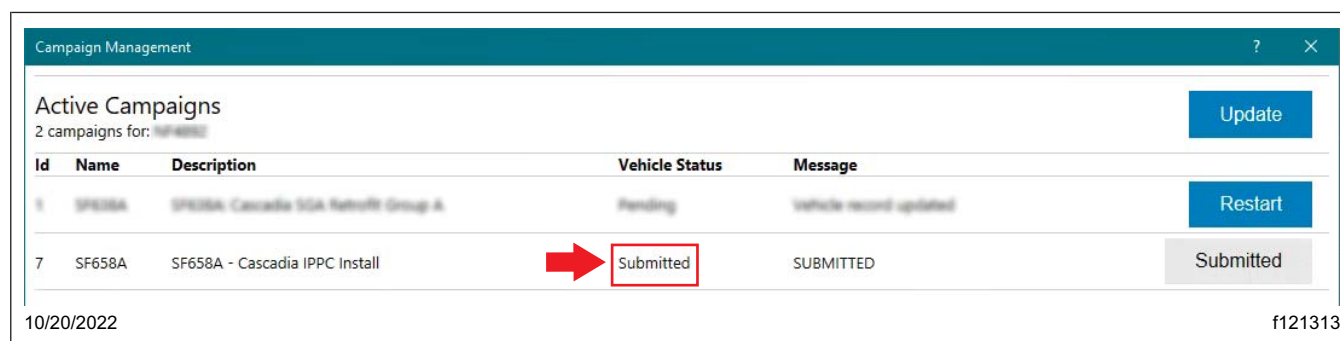 Campaign Management ? ✕
Active Campaigns
Update
2 campaigns for:
Id Name Description Vehicle Status Message
Restart
7 SF658A SF658A - Cascadia IPPC Install Submitted SUBMITTED Submitted
10/20/2022 f121313